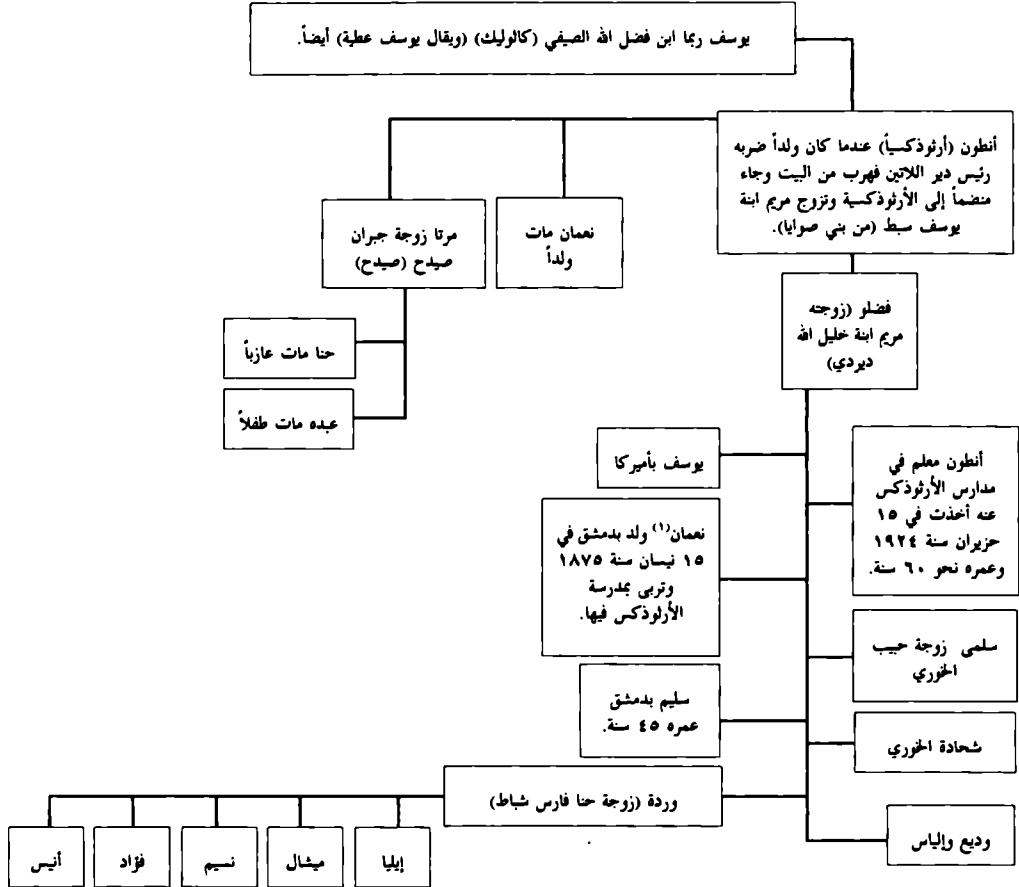 يوسف ربما ابن فضل الله الصيفي (كالوليك) (ويقال يوسف عطية) أيضاً.
أنطون (أرثوذكسياً) عندما كان ولداً ضربه
رئيس دير اللاتين فهرب من البيت وجاء
منضماً إلى الأرثوذكسية وتزوج مريم ابنة
يوسف سبط (من بني صوايا).
نعمان مات
ولداً
مرتا زوجة جبران
صيدح (صيدح)
حنا مات عازباً
عبده مات طفلاً
فضلو (زوجته
مريم ابنة خليل الله
ديردي)
أنطون معلم في
مدارس الأرثوذكس
عنه أخذت في ١٥
حزيران سنة ١٩٢٤
وعمره نحو ٦٠ سنة.
يوسف بأميركا
نعمان(١) ولد بدمشق في
١٥ نيسان سنة ١٨٧٥
وتربى بمدرسة
الأرلوذكس فيها.
سلمى زوجة حبيب
الخوري
سليم بدمشق
عمره ٤٥ سنة.
شحادة الخوري
وردة (زوجة حنا فارس شباط)
وديع وإلياس
إيليا
ميشال
نسيم
فؤاد
أنيس